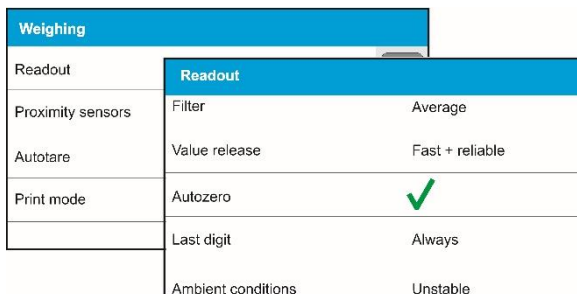 Weighing
Readout
Proximity sensors
Autotare
Print mode
Readout
Filter Average
Value release Fast + reliable
Autozero
Last digit Always
Ambient conditions Unstable